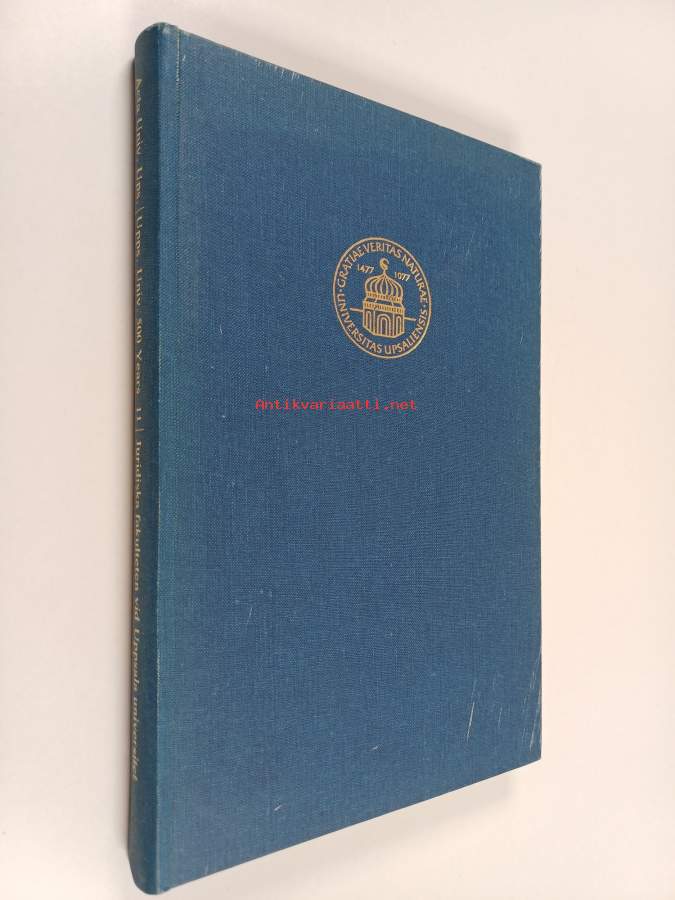 Acta Univ. Ups. | Upps. Univ. 500 Years 11 | Juridiska fakulteten vid Uppsala universitet
· GRATIAE VERITAS NATURAE ·
1477 1977
UNIVERSITAS UPSALIENSIS
Antikvariaatti.net